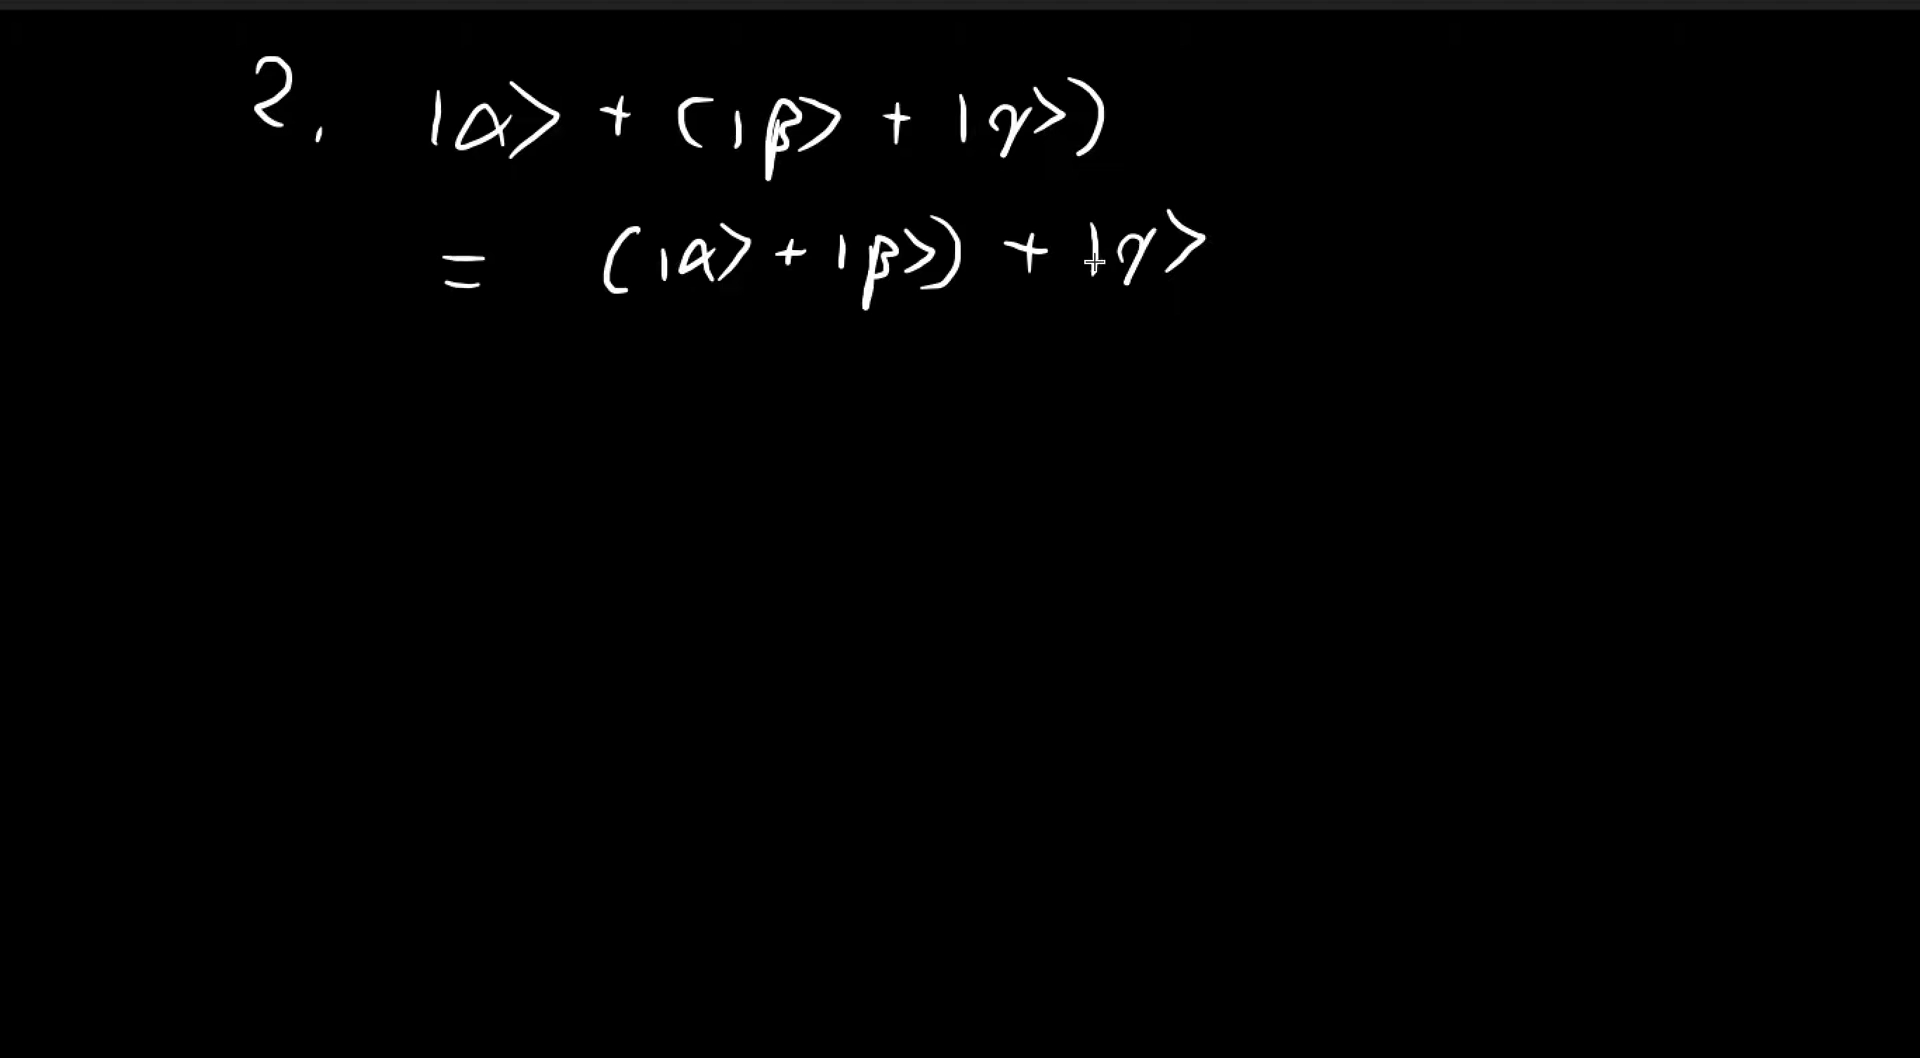 2. |α> + (|β> + |γ>)
= (|α> + |β>) + |γ>